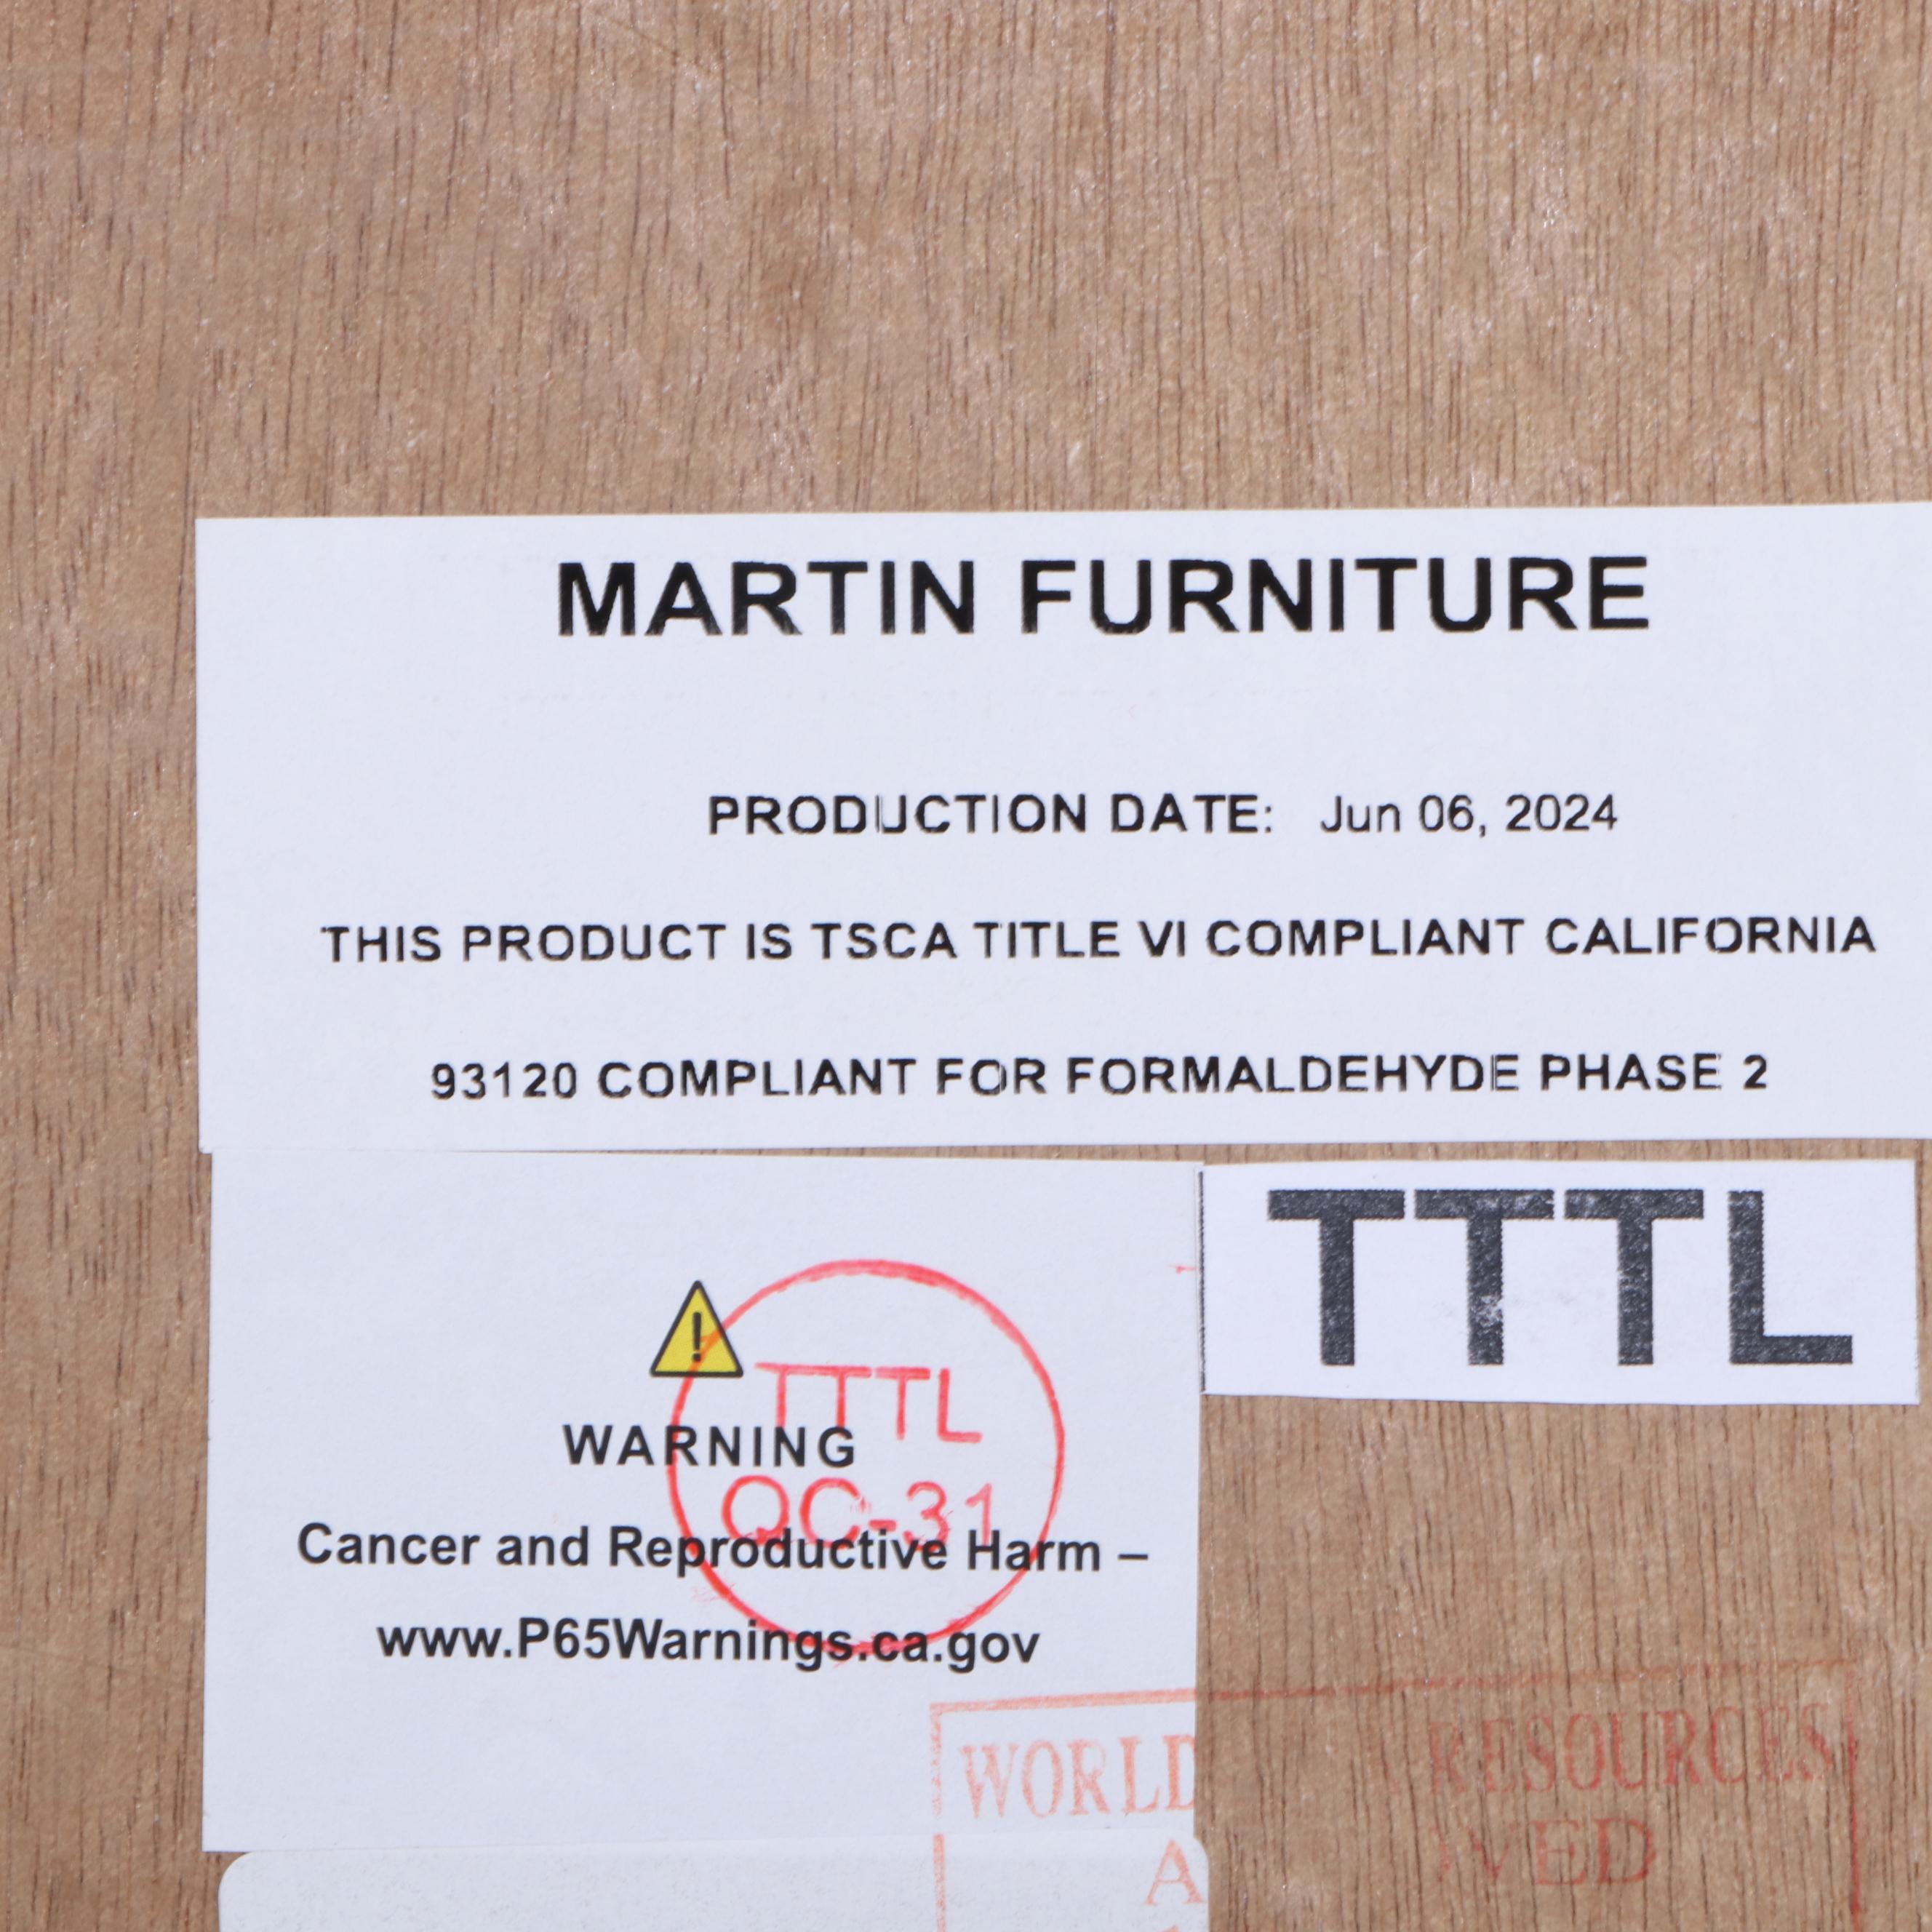 MARTIN FURNITURE
PRODUCTION DATE: Jun 06, 2024
THIS PRODUCT IS TSCA TITLE VI COMPLIANT CALIFORNIA
93120 COMPLIANT FOR FORMALDEHYDE PHASE 2
TTTL
!
TTTL
WARNING
QC-31
Cancer and Reproductive Harm –
www.P65Warnings.ca.gov
WORLD RESOURCES